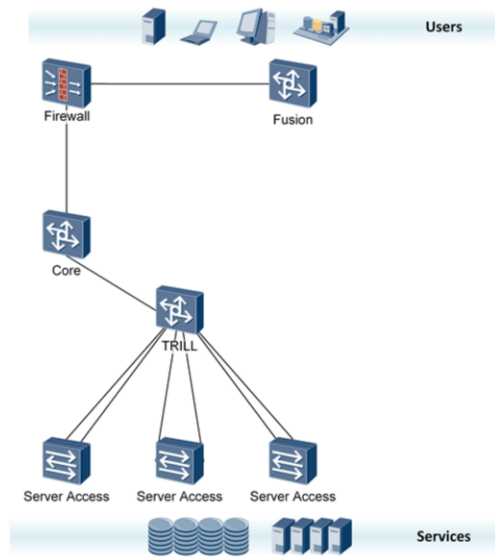 Users
Firewall
Fusion
Core
TRILL
Server Access
Server Access
Server Access
Services